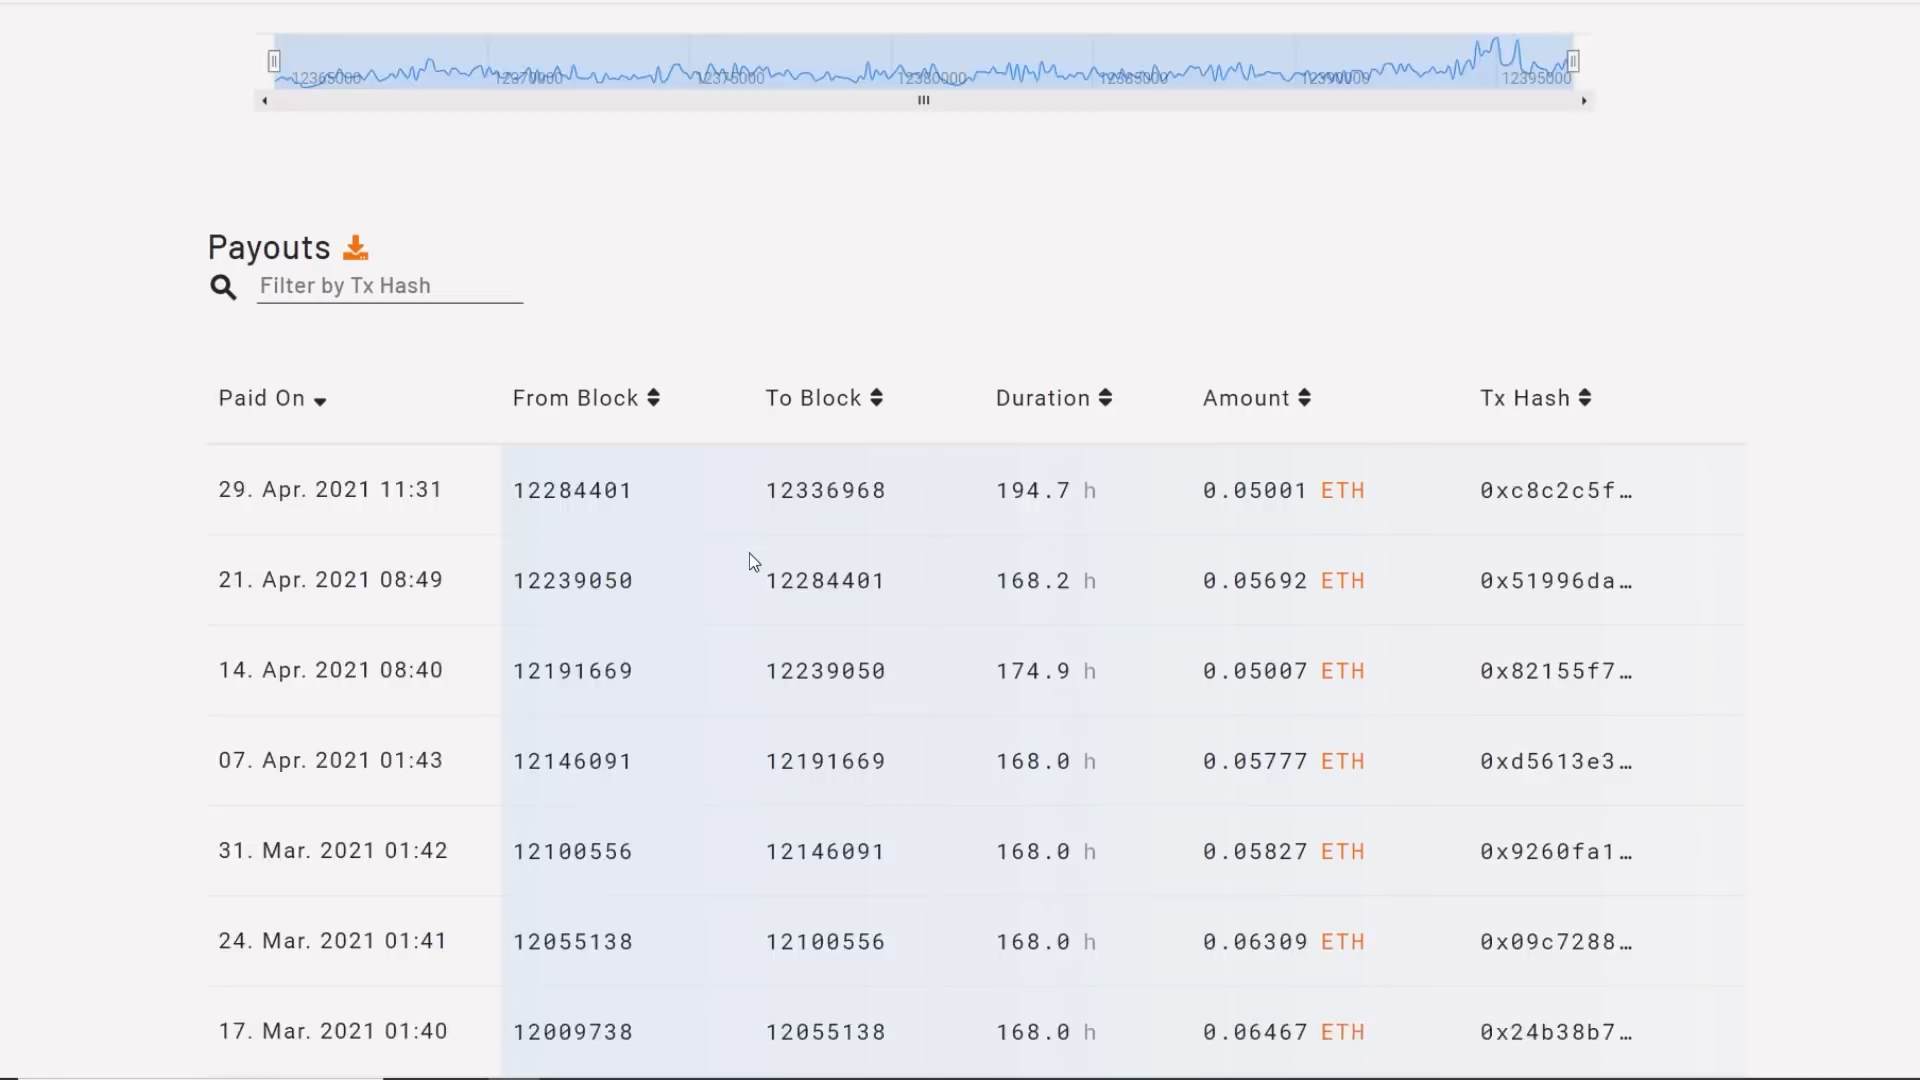 12365000 12370000 12375000 12380000 12385000 12390000 12395000
Payouts
Filter by Tx Hash
Paid On From Block To Block Duration Amount Tx Hash
29. Apr. 2021 11:31 12284401 12336968 194.7 h 0.05001 ETH 0xc8c2c5f…
21. Apr. 2021 08:49 12239050 12284401 168.2 h 0.05692 ETH 0x51996da…
14. Apr. 2021 08:40 12191669 12239050 174.9 h 0.05007 ETH 0x82155f7…
07. Apr. 2021 01:43 12146091 12191669 168.0 h 0.05777 ETH 0xd5613e3…
31. Mar. 2021 01:42 12100556 12146091 168.0 h 0.05827 ETH 0x9260fa1…
24. Mar. 2021 01:41 12055138 12100556 168.0 h 0.06309 ETH 0x09c7288…
17. Mar. 2021 01:40 12009738 12055138 168.0 h 0.06467 ETH 0x24b38b7…